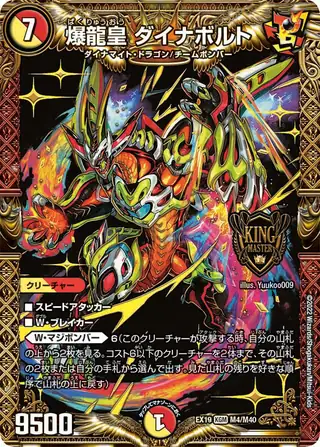 7
ばくりゅうおう
爆龍皇 ダイナボルト
ダイナマイト・ドラゴン/チームボンバー
KING
MASTER
illus. Yuukoo009
クリーチャー
■スピードアタッカー
■W・ブレイカー
W・マジボンバー:6(このクリーチャーが攻撃する時、自分の山札
の上から2枚を見る。コスト6以下のクリーチャーを2体まで、その山札
の2枚または自分の手札から選んで出す。見た山札の残りを好きな順
序で山札の上に戻す)
9500
1
EX19 KGM M4/M40